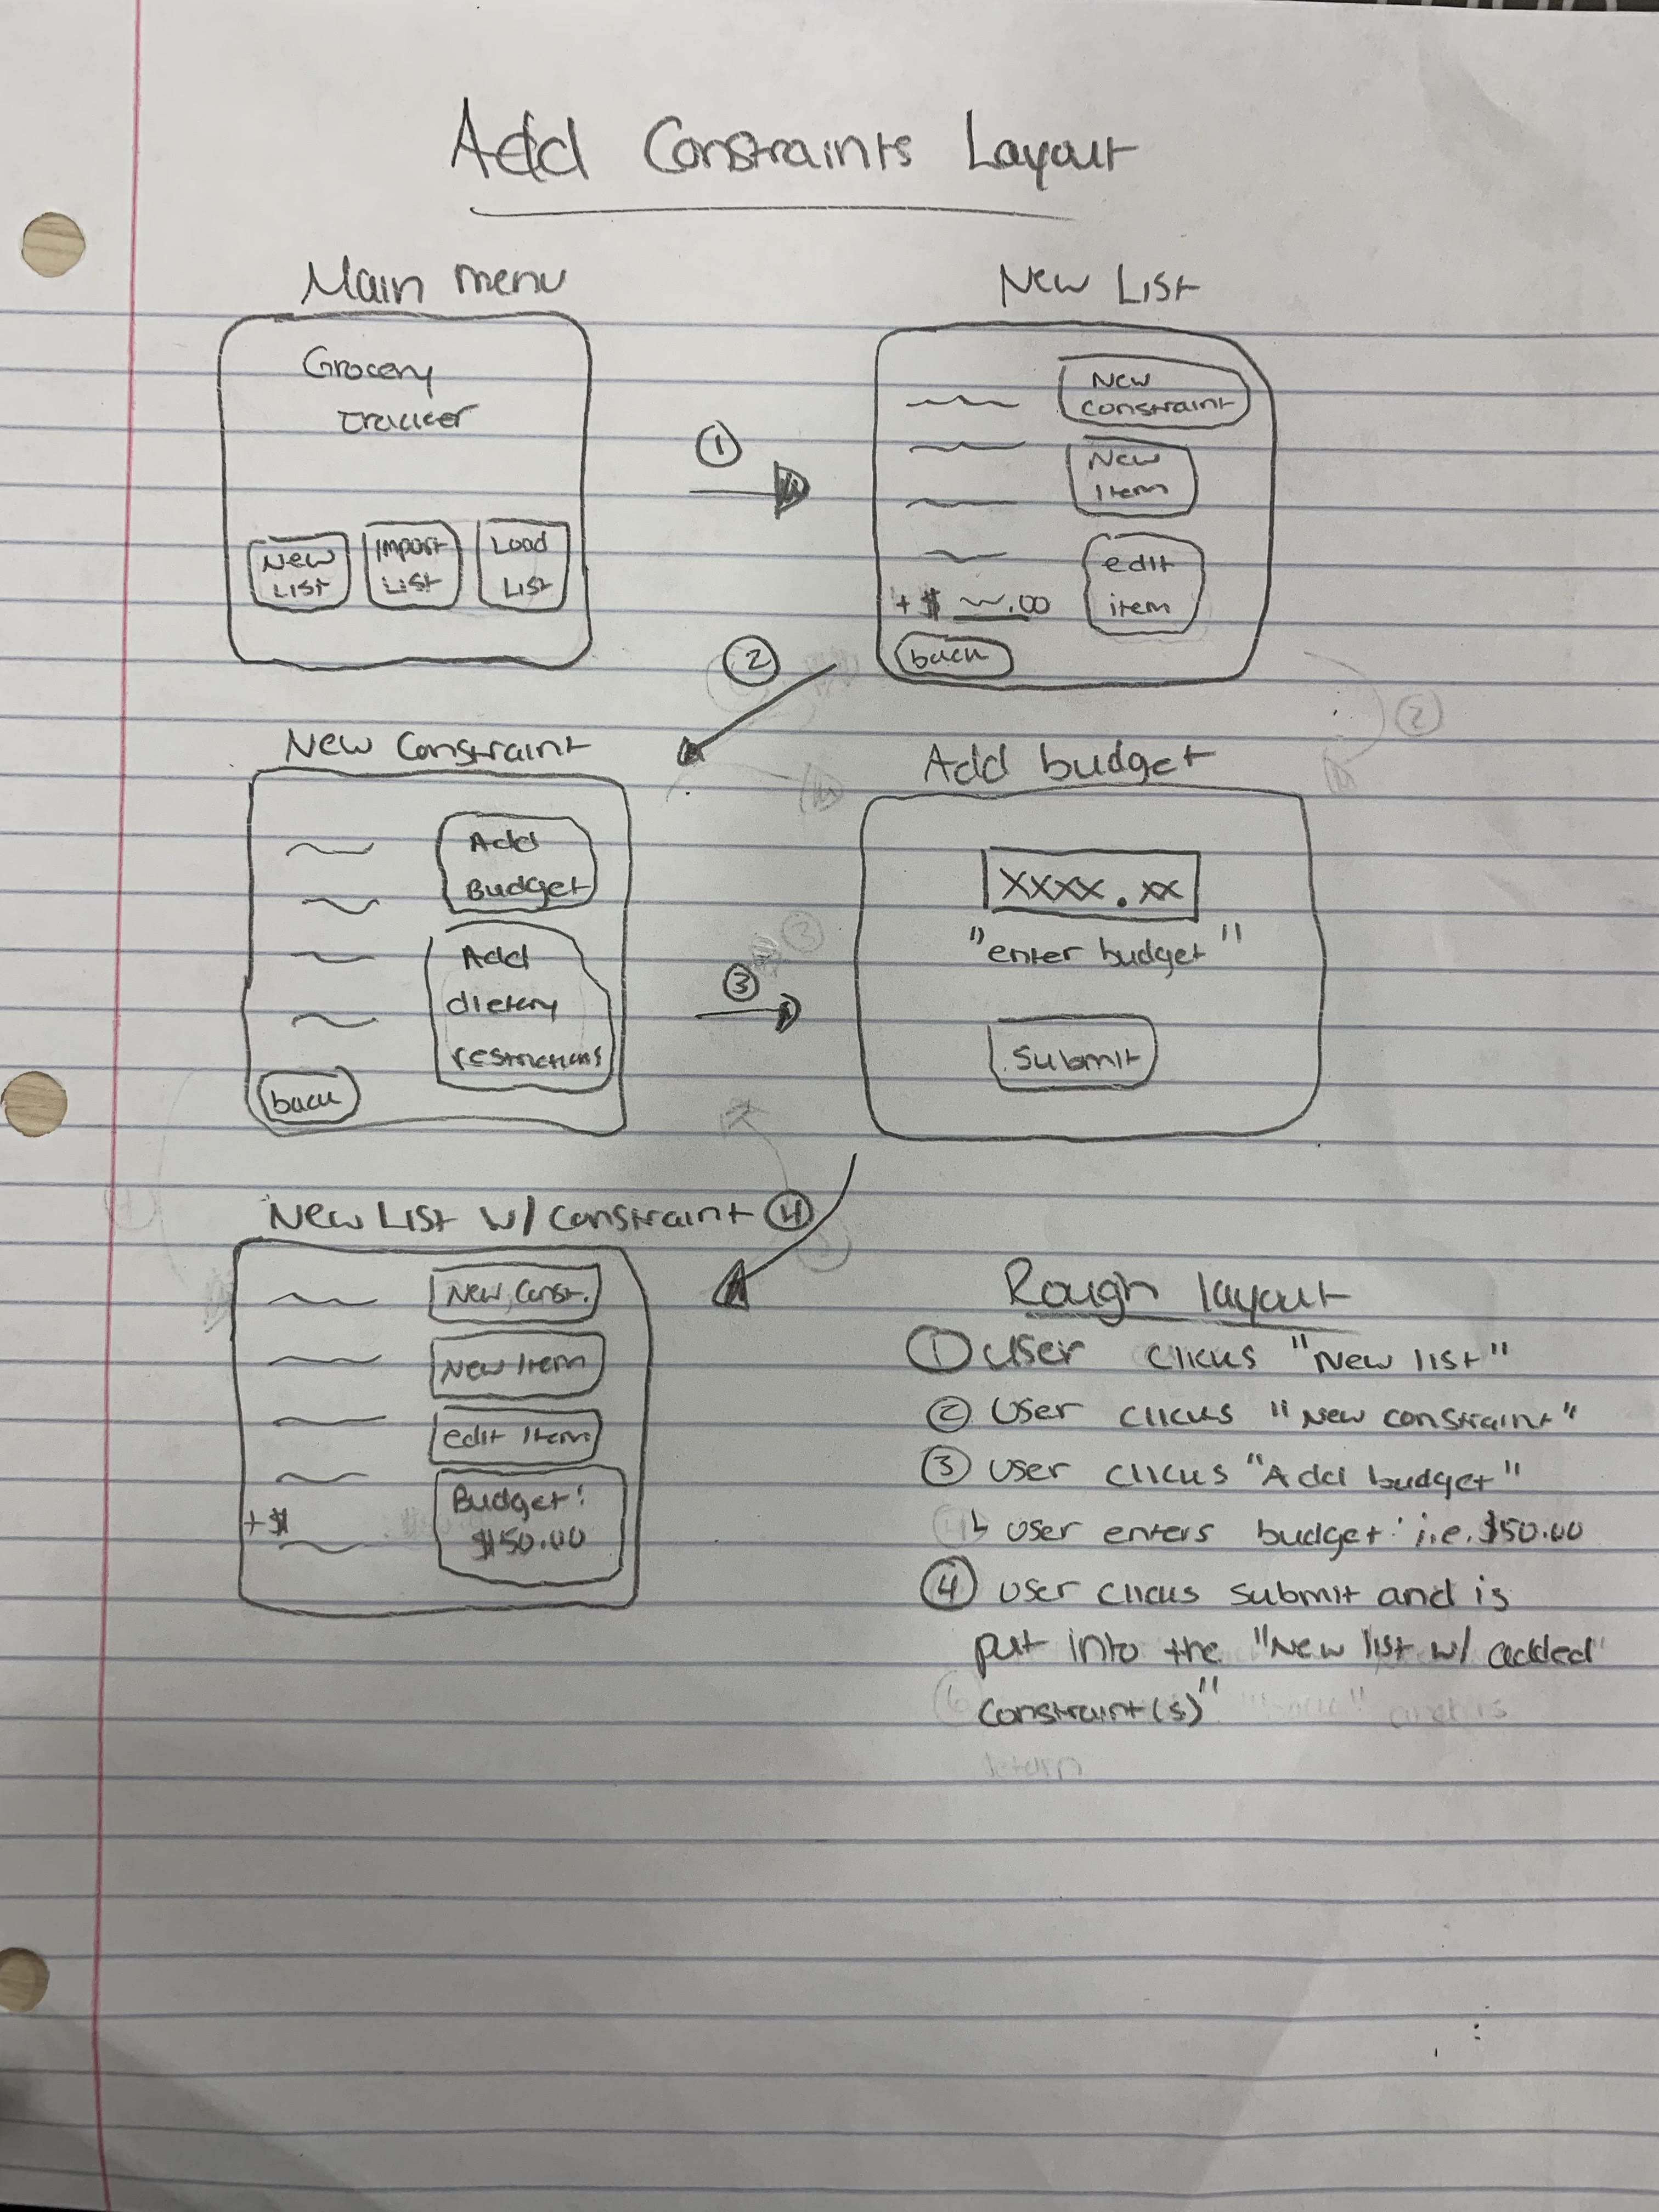 Add Constraints Layout
Main menu
Grocery
Tracker
New
List
Import
List
Load
List
1
New List
New
Constraint
New
Item
edit
item
+ $ .00
back
2
New Constraint
Add
Budget
Add
dietary
restrictions
back
3
Add budget
XXXX.XX
"enter budget"
Submit
New List w/ constraint
4
New Const.
New Item
edit Item
Budget:
$150.00
+$
Rough layout
1 User clicks "New list"
2 User clicks "New constraint"
3 User clicks "Add budget"
↳ User enters budget: i.e. $50.00
4 User clicks submit and is
put into the "New list w/ added
Constraint(s)"